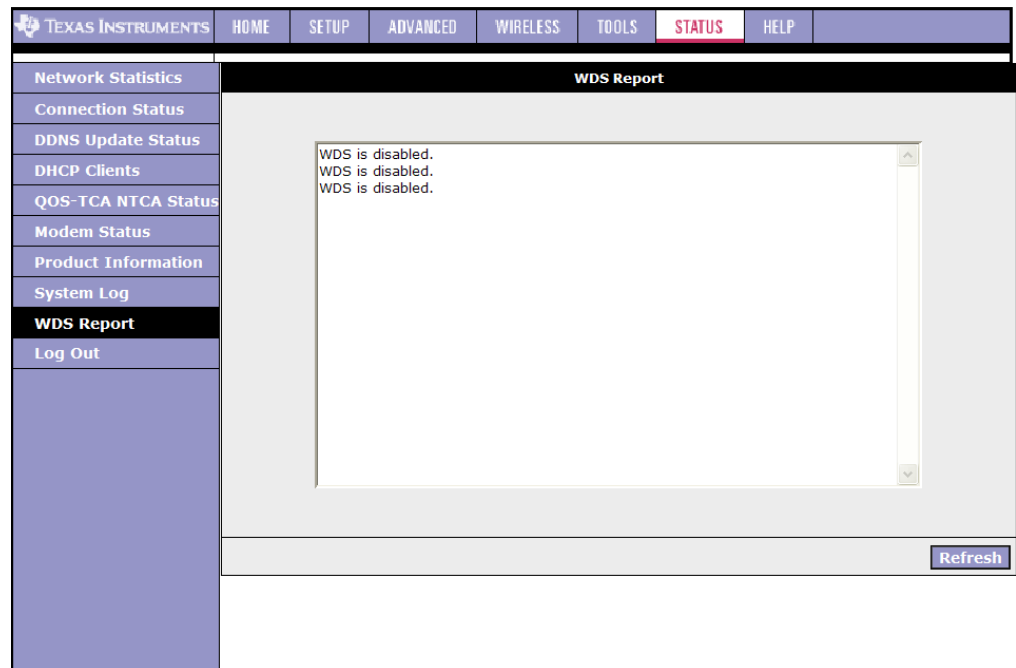 TEXAS INSTRUMENTS HOME SETUP ADVANCED WIRELESS TOOLS STATUS HELP
Network Statistics
Connection Status
DDNS Update Status
DHCP Clients
QOS-TCA NTCA Status
Modem Status
Product Information
System Log
WDS Report
Log Out
WDS Report
WDS is disabled.
WDS is disabled.
WDS is disabled.
Refresh